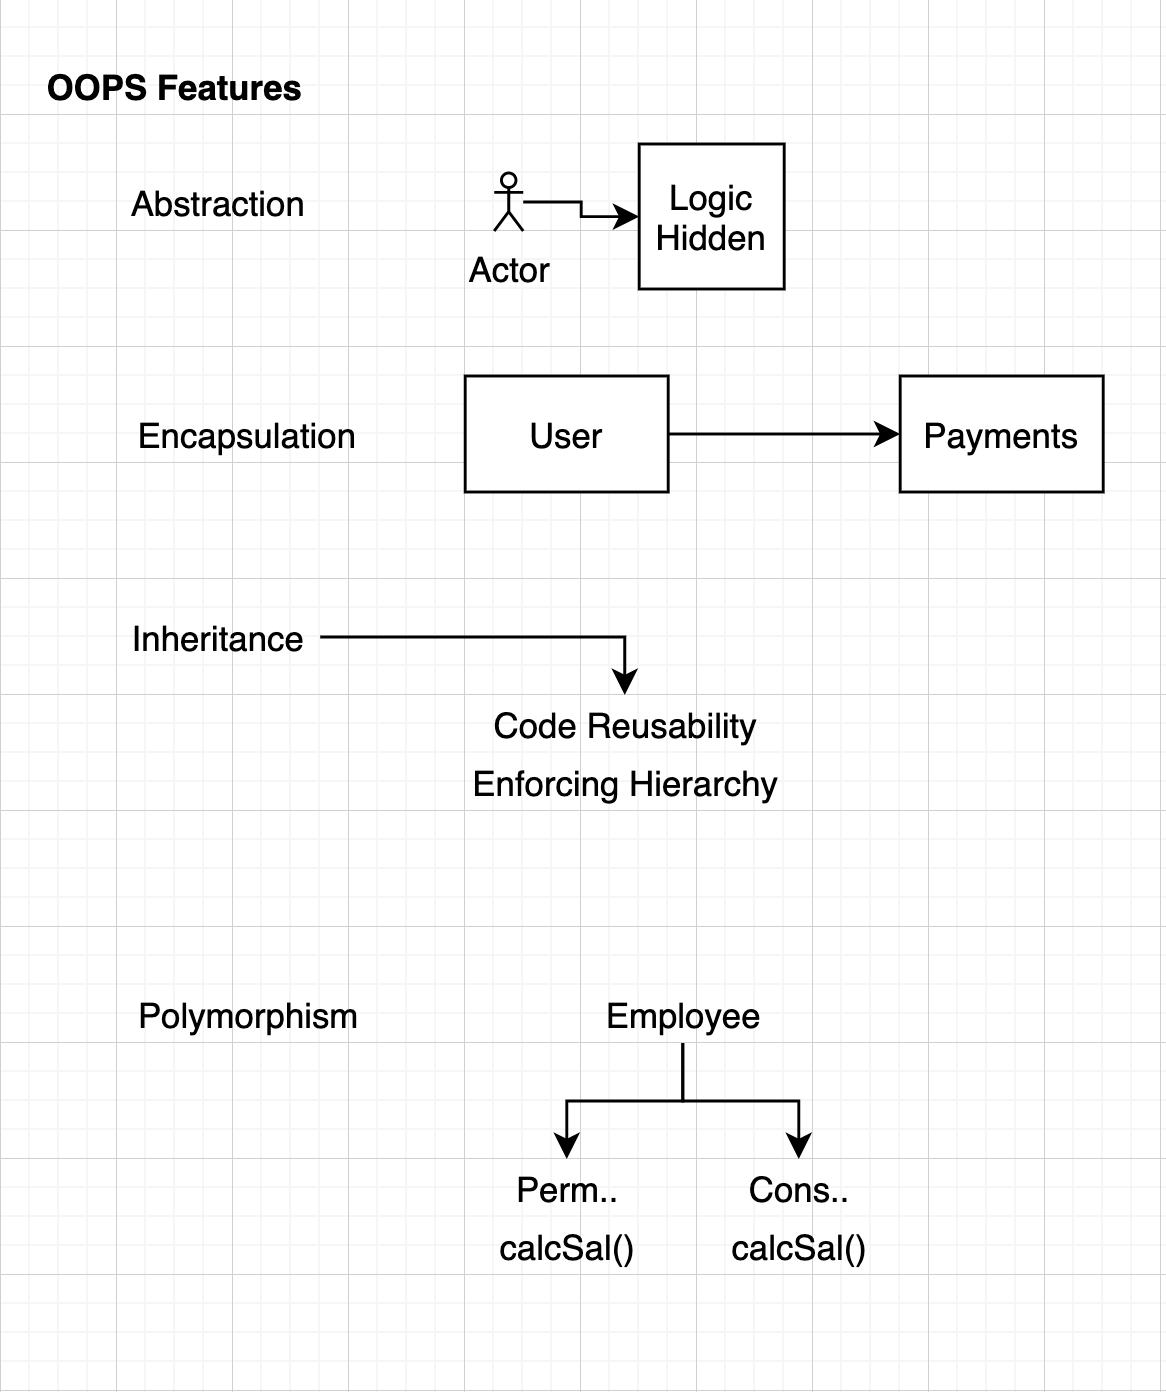 OOPS Features
Abstraction
Actor
Logic
Hidden
Encapsulation
User
Payments
Inheritance
Code Reusability
Enforcing Hierarchy
Polymorphism
Employee
Perm..
Cons..
calcSal()
calcSal()